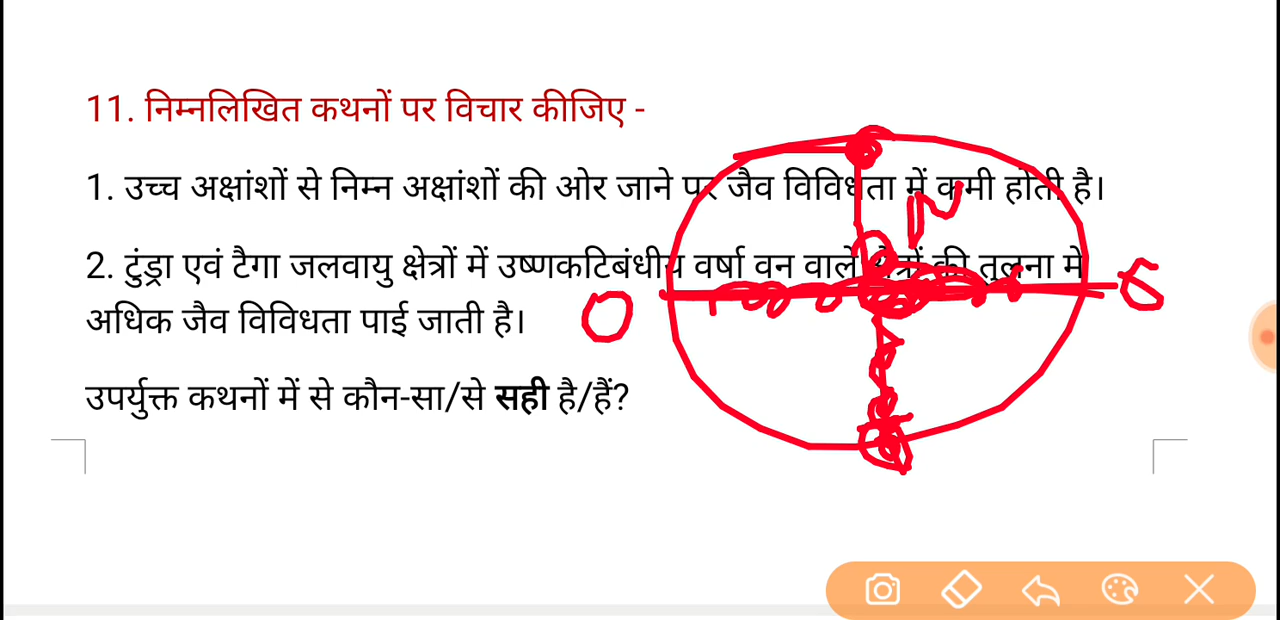 11. निम्नलिखित कथनों पर विचार कीजिए -
1. उच्च अक्षांशों से निम्न अक्षांशों की ओर जाने पर जैव विविधता में कमी होती है।
2. टुंड्रा एवं टैगा जलवायु क्षेत्रों में उष्णकटिबंधीय वर्षा वन वाले क्षेत्रों की तुलना में
अधिक जैव विविधता पाई जाती है।
उपर्युक्त कथनों में से कौन-सा/से सही है/हैं?